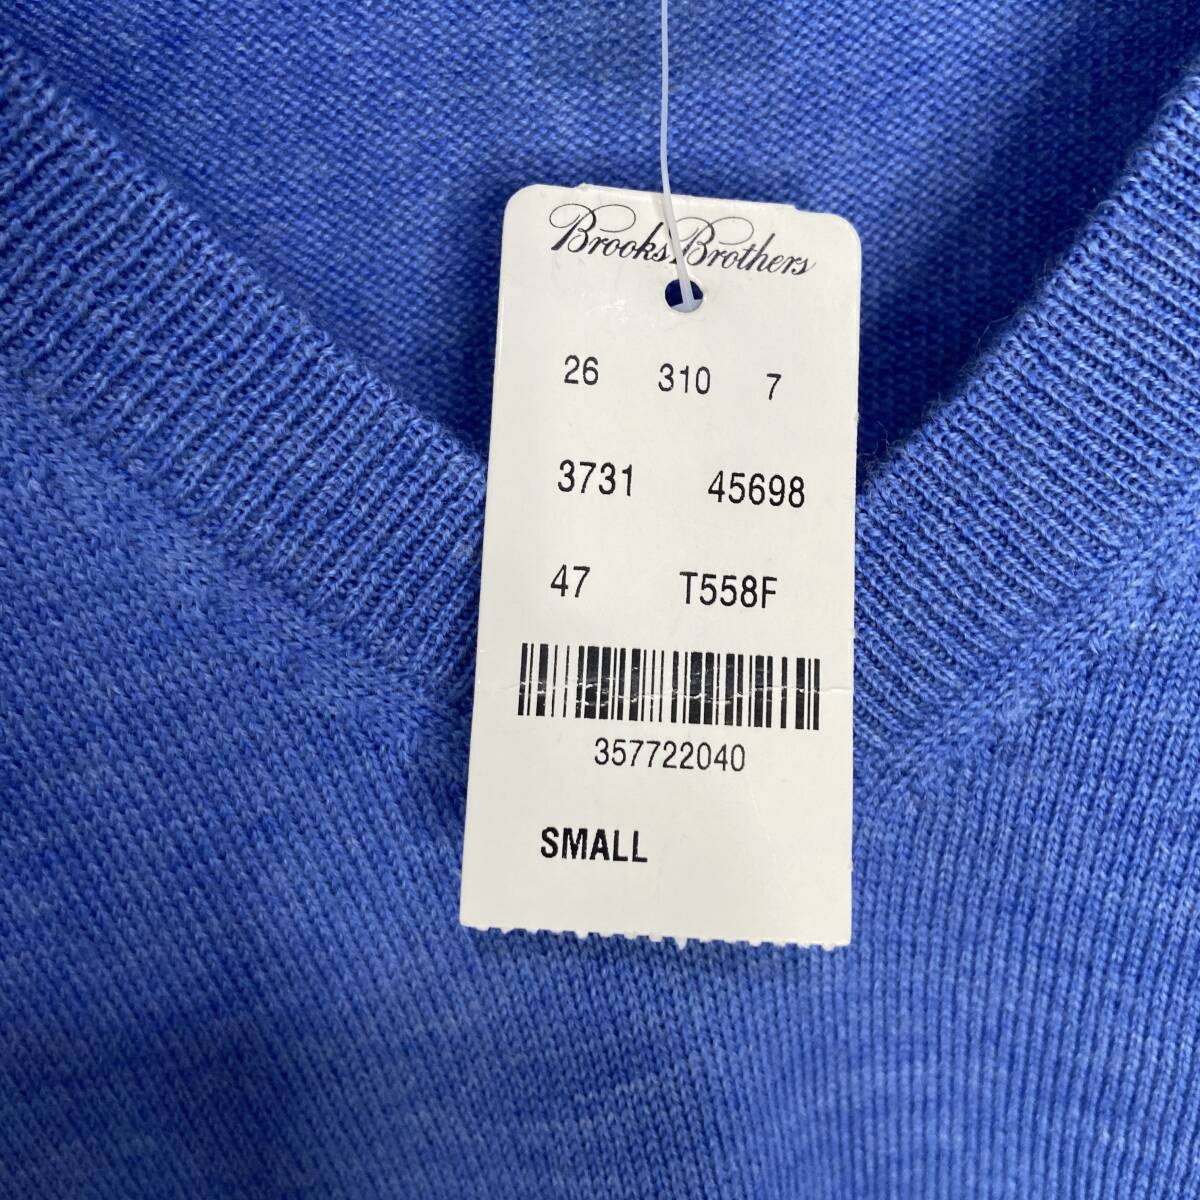 Brooks Brothers
26 310 7
3731 45698
47 T558F
357722040
SMALL